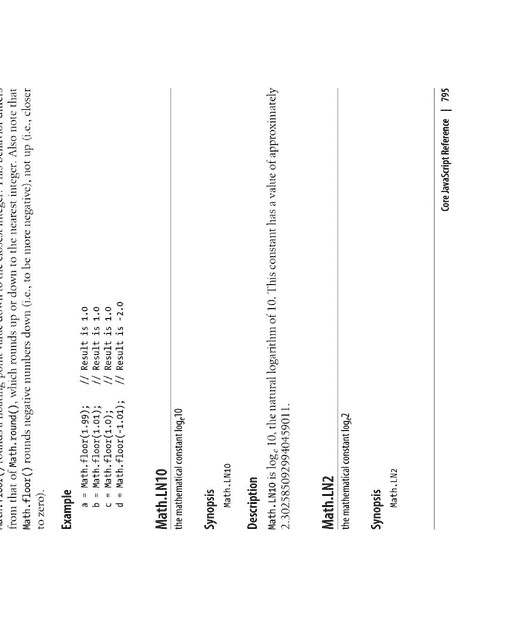 from that of Math.round(), which rounds up or down to the nearest integer. Also note that
Math.floor() rounds negative numbers down (i.e., to be more negative), not up (i.e., closer
to zero).
Example
a = Math.floor(1.99); // Result is 1.0
b = Math.floor(1.01); // Result is 1.0
c = Math.floor(1.0); // Result is 1.0
d = Math.floor(-1.01); // Result is -2.0
Math.LN10
the mathematical constant logₑ10
Synopsis
Math.LN10
Description
Math.LN10 is logₑ 10, the natural logarithm of 10. This constant has a value of approximately
2.3025850929940459011.
Math.LN2
the mathematical constant logₑ2
Synopsis
Math.LN2
Core JavaScript Reference | 795